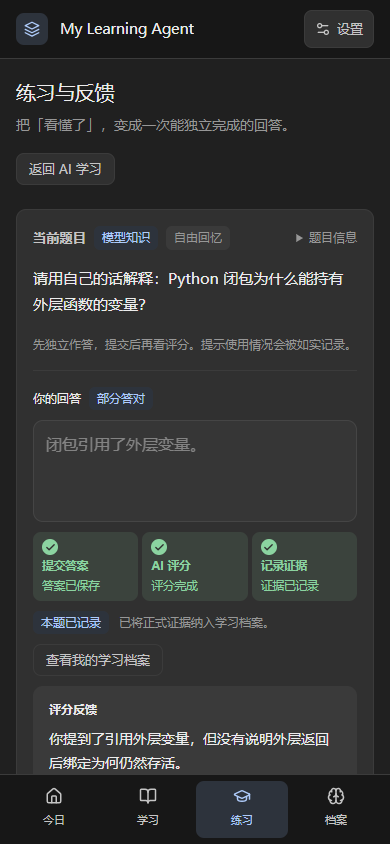 My Learning Agent
设置
练习与反馈
把「看懂了」，变成一次能独立完成的回答。
返回 AI 学习
当前题目 模型知识 自由回忆 ▶ 题目信息
请用自己的话解释：Python 闭包为什么能持有
外层函数的变量？
先独立作答，提交后再看评分。提示使用情况会被如实记录。
你的回答 部分答对
闭包引用了外层变量。
提交答案 AI 评分 记录证据
答案已保存 评分完成 证据已记录
本题已记录 已将正式证据纳入学习档案。
查看我的学习档案
评分反馈
你提到了引用外层变量，但没有说明外层返回
后绑定为何仍然存活。
今日 学习 练习 档案